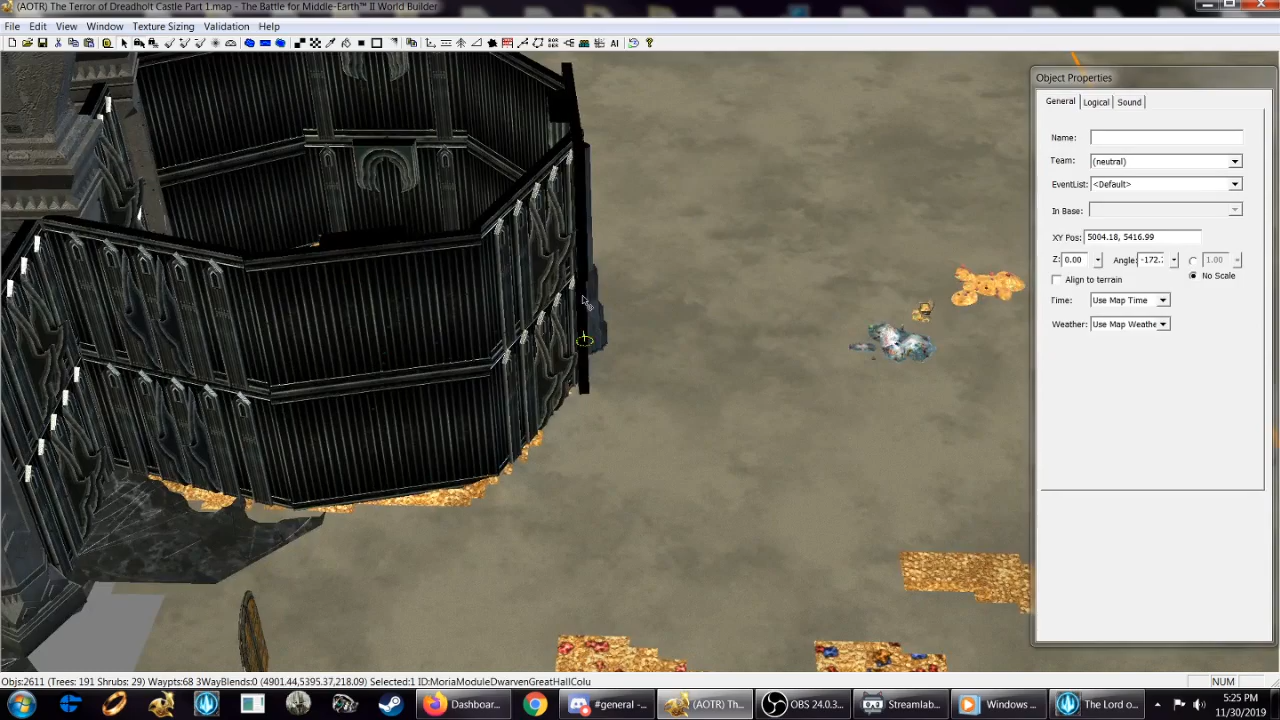 (AOTR) The Terror of Dreadholt Castle Part 1.map - The Battle for Middle-Earth™ II World Builder
File Edit View Window Texture Sizing Validation Help
AI
Object Properties
General Logical Sound
Name:
Team: (neutral)
EventList: <Default>
In Base:
XY Pos: 5004.18, 5416.99
Z: 0.00 Angle: -172. 1.00
No Scale
Align to terrain
Time: Use Map Time
Weather: Use Map Weathe
Objs:2611 (Trees: 191 Shrubs: 29) Waypts:68 3WayBlends:0 (4901.44,5395.37,218.09) Selected:1 ID:MoriaModuleDwarvenGreatHallColu
NUM
Dashboar... #general -... (AOTR) Th... OBS 24.0.3... Streamlab... Windows ... The Lord o...
5:25 PM
11/30/2019